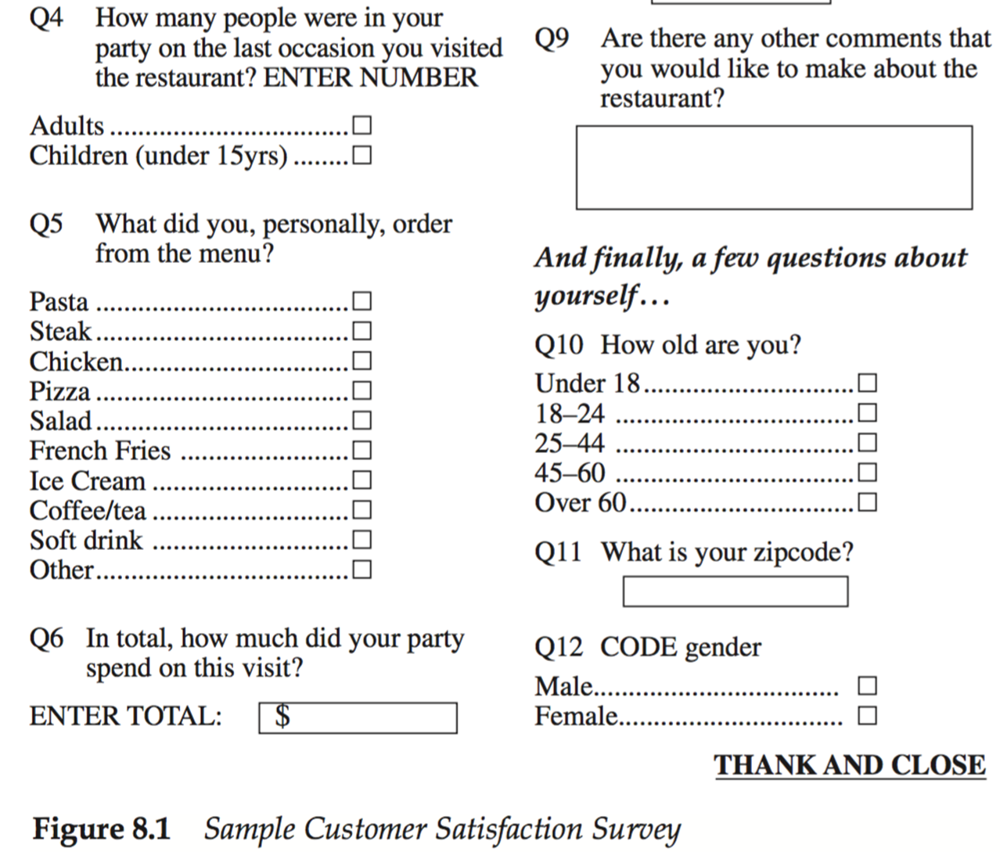 Q4 How many people were in your
party on the last occasion you visited
the restaurant? ENTER NUMBER
Adults ..................................
Children (under 15yrs) ........
Q5 What did you, personally, order
from the menu?
Pasta ....................................
Steak....................................
Chicken................................
Pizza ....................................
Salad....................................
French Fries ........................
Ice Cream ............................
Coffee/tea ............................
Soft drink ............................
Other....................................
Q6 In total, how much did your party
spend on this visit?
ENTER TOTAL: $
Q9 Are there any other comments that
you would like to make about the
restaurant?
And finally, a few questions about
yourself…
Q10 How old are you?
Under 18..............................
18–24 ..................................
25–44 ..................................
45–60 ..................................
Over 60................................
Q11 What is your zipcode?
Q12 CODE gender
Male...................................
Female................................
THANK AND CLOSE
Figure 8.1 Sample Customer Satisfaction Survey